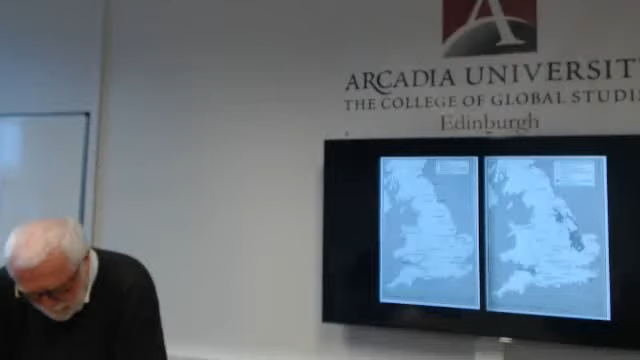 A
ARCADIA UNIVERSIT
THE COLLEGE OF GLOBAL STUDI
Edinburgh